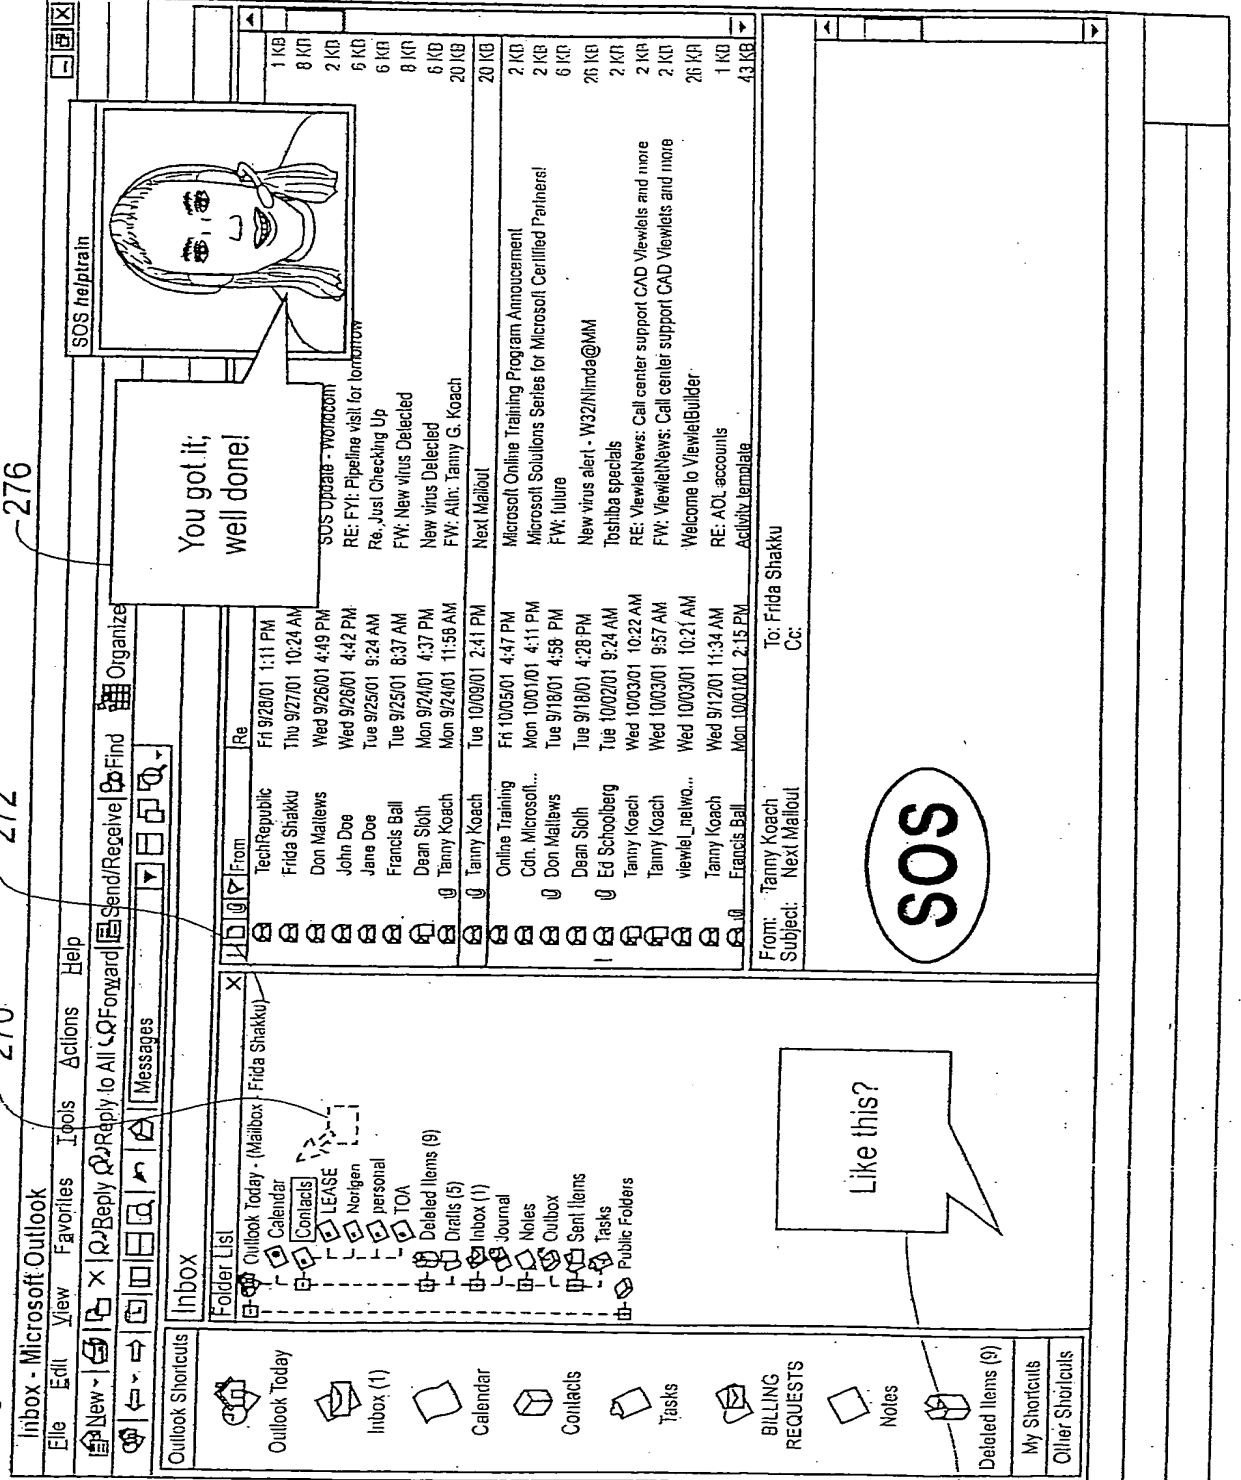 276
272
270
Inbox - Microsoft Outlook
File Edit View Favorites Tools Actions Help
New Reply Reply to All Forward Send/Receive Find Organize
Messages
SOS helptrain
You got it;
well done!
Outlook Shortcuts
Outlook Today
Inbox (1)
Calendar
Contacts
Tasks
BILLING
REQUESTS
Notes
Deleted Items (9)
My Shortcuts
Other Shortcuts
Inbox
Folder List X
Outlook Today - (Mailbox - Frida Shakku)
Calendar
Contacts
LEASE
Norigen
personal
TOA
Deleted Items (9)
Drafts (5)
Inbox (1)
Journal
Notes
Outbox
Sent Items
Tasks
Public Folders
Like this?
From Re
TechRepublic Fri 9/28/01 1:11 PM 1 KB
Frida Shakku Thu 9/27/01 10:24 AM 8 KB
Don Mattews Wed 9/26/01 4:49 PM SOS Update - Worldcom 2 KB
John Doe Wed 9/26/01 4:42 PM RE: FYI: Pipeline visit for tomorrow 6 KB
Jane Doe Tue 9/25/01 9:24 AM Re. Just Checking Up 6 KB
Francis Ball Tue 9/25/01 8:37 AM FW: New virus Detected 8 KB
Dean Sloth Mon 9/24/01 4:37 PM New virus Detected 6 KB
Tanny Koach Mon 9/24/01 11:58 AM FW: Attn: Tanny G. Koach 20 KB
Tanny Koach Tue 10/09/01 2:41 PM Next Mailout 20 KB
Online Training Fri 10/05/01 4:47 PM Microsoft Online Training Program Annoucement 2 KB
Cdn. Microsoft... Mon 10/01/01 4:11 PM Microsoft Solutions Series for Microsoft Certified Partners! 2 KB
Don Mattews Tue 9/18/01 4:58 PM FW: future 6 KB
Dean Sloth Tue 9/18/01 4:28 PM New virus alert - W32/Nimda@MM 26 KB
Ed Schoolberg Tue 10/02/01 9:24 AM Toshiba specials 2 KB
Tanny Koach Wed 10/03/01 10:22 AM RE: ViewletNews: Call center support CAD Viewlets and more 2 KB
Tanny Koach Wed 10/03/01 9:57 AM FW: ViewletNews: Call center support CAD Viewlets and more 2 KB
viewlet_netwo... Wed 10/03/01 10:21 AM Welcome to ViewletBuilder 26 KB
Tanny Koach Wed 9/12/01 11:34 AM RE: AOL accounts 1 KB
Francis Ball Mon 10/01/01 2:15 PM Activity template 43 KB
From: Tanny Koach To: Frida Shakku
Subject: Next Mailout Cc:
SOS